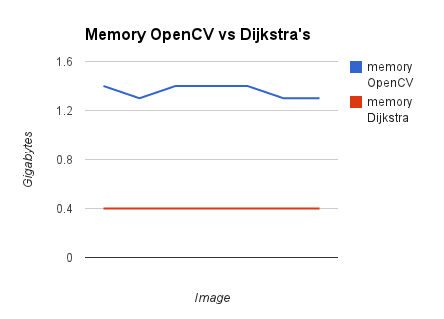 Memory OpenCV vs Dijkstra's
1.6
1.2
0.8
0.4
0
Gigabytes
Image
memory
OpenCV
memory
Dijkstra